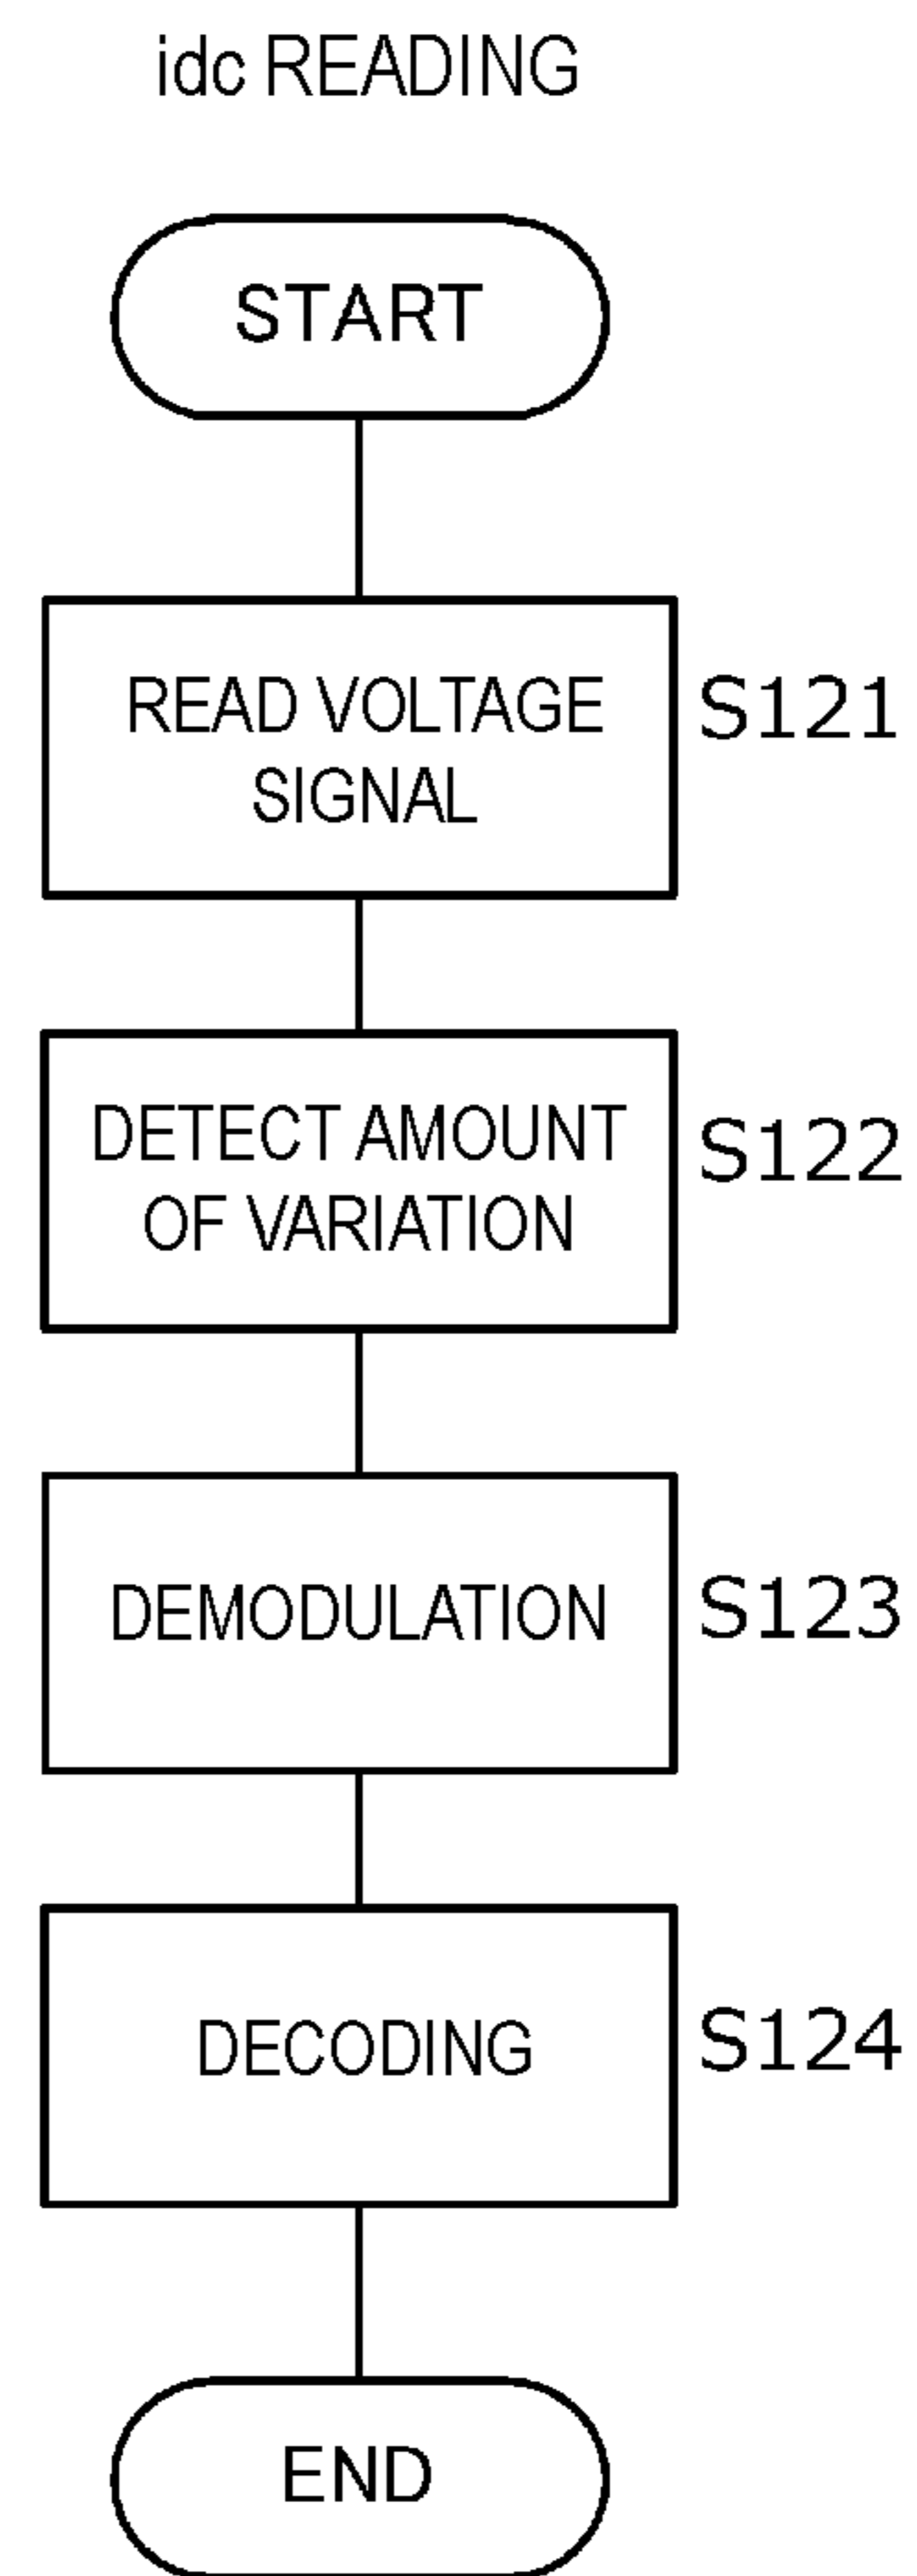 idc READING
START
READ VOLTAGE
SIGNAL
S121
DETECT AMOUNT
OF VARIATION
S122
DEMODULATION
S123
DECODING
S124
END